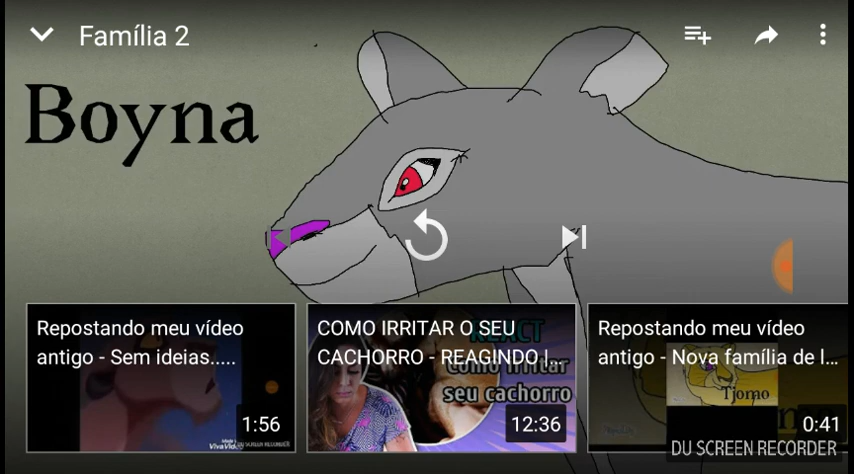 Família 2
Boyna
Repostando meu vídeo
antigo - Sem ideias.....
1:56
COMO IRRITAR O SEU
CACHORRO - REAGINDO |...
REACT
Como irritar
seu cachorro
12:36
Repostando meu vídeo
antigo - Nova família de l...
Tjomo
0:41
DU SCREEN RECORDER